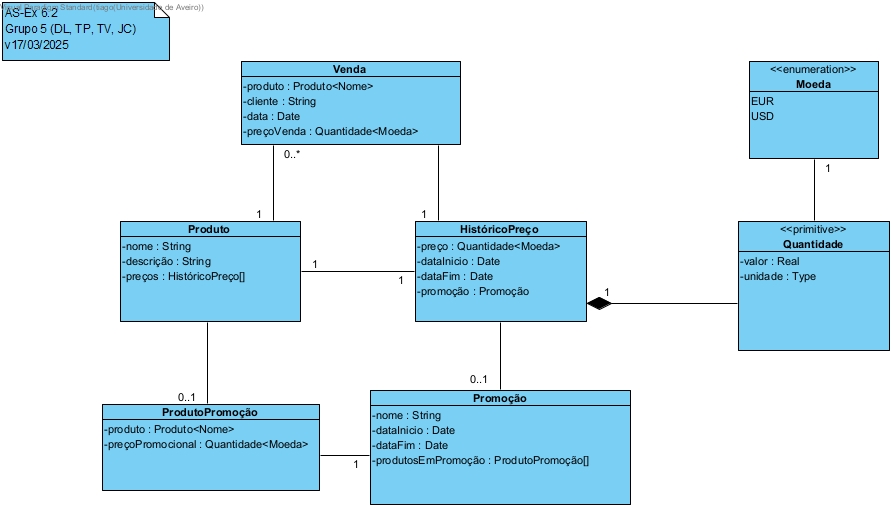 Standard(tiago(Universidade de Aveiro))
AS-Ex 6.2
Grupo 5 (DL, TP, TV, JC)
v17/03/2025
Venda
-produto : Produto<Nome>
-cliente : String
-data : Date
-preçoVenda : Quantidade<Moeda>
<<enumeration>>
Moeda
EUR
USD
0..*
1
1
1
Produto
-nome : String
-descrição : String
-preços : HistóricoPreço[]
HistóricoPreço
-preço : Quantidade<Moeda>
-dataInicio : Date
-dataFim : Date
-promoção : Promoção
<<primitive>>
Quantidade
-valor : Real
-unidade : Type
1
1
1
0..1
0..1
ProdutoPromoção
-produto : Produto<Nome>
-preçoPromocional : Quantidade<Moeda>
1
Promoção
-nome : String
-dataInicio : Date
-dataFim : Date
-produtosEmPromoção : ProdutoPromoção[]